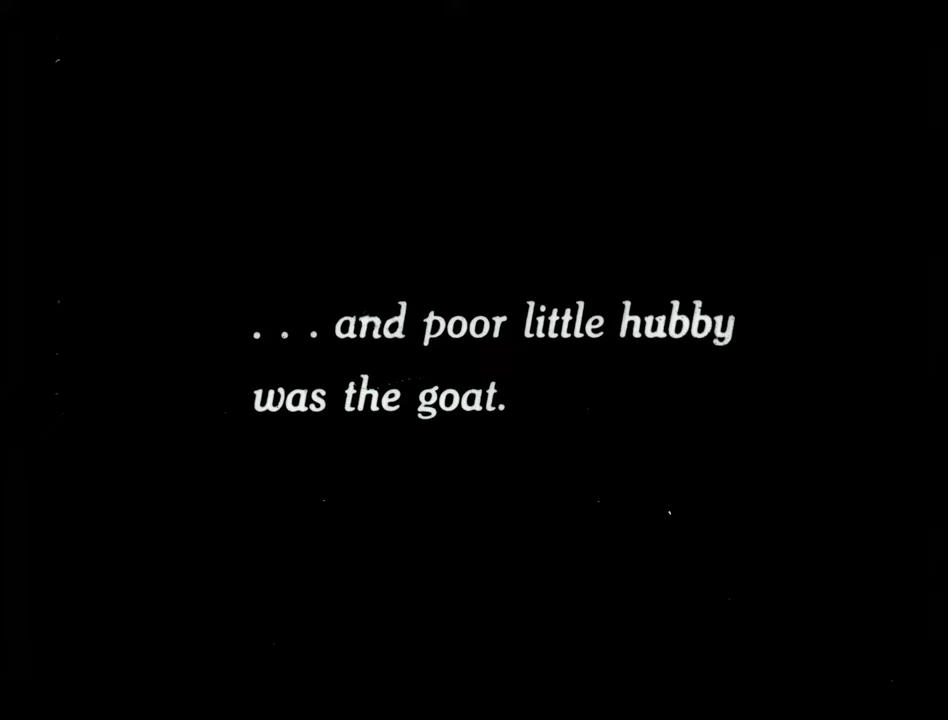 . . . and poor little hubby
was the goat.